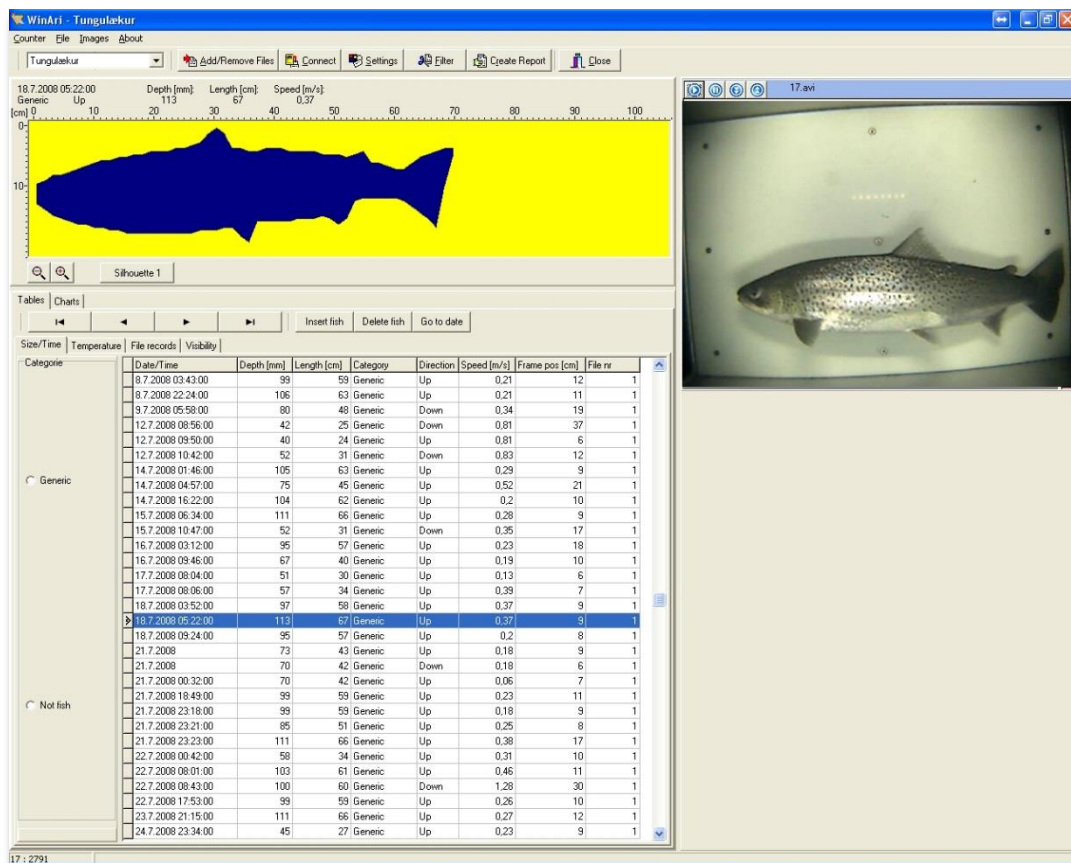 WinAri - Tungulækur
Counter File Images About
Tungulækur Add/Remove Files Connect Settings Filter Create Report Close
18.7.2008 05:22:00 Depth [mm]: Length [cm]: Speed [m/s]:
Generic Up 113 67 0,37
[cm] 0 10 20 30 40 50 60 70 80 90 100
0
10
Silhouette 1
17.avi
Tables Charts
Insert fish Delete fish Go to date
Size/Time Temperature File records Visibility
Categorie
Generic
Not fish
Date/Time Depth [mm] Length [cm] Category Direction Speed [m/s] Frame pos [cm] File nr
8.7.2008 03:43:00 99 59 Generic Up 0,21 12 1
8.7.2008 22:24:00 106 63 Generic Up 0,21 11 1
9.7.2008 05:58:00 80 48 Generic Down 0,34 19 1
12.7.2008 08:56:00 42 25 Generic Down 0,81 37 1
12.7.2008 09:50:00 40 24 Generic Up 0,81 6 1
12.7.2008 10:42:00 52 31 Generic Down 0,83 12 1
14.7.2008 01:46:00 105 63 Generic Up 0,29 9 1
14.7.2008 04:57:00 75 45 Generic Up 0,52 21 1
14.7.2008 16:22:00 104 62 Generic Up 0,2 10 1
15.7.2008 06:34:00 111 66 Generic Up 0,28 9 1
15.7.2008 10:47:00 52 31 Generic Down 0,35 17 1
16.7.2008 03:12:00 95 57 Generic Up 0,23 18 1
16.7.2008 09:46:00 67 40 Generic Up 0,19 10 1
17.7.2008 08:04:00 51 30 Generic Up 0,13 6 1
17.7.2008 08:06:00 57 34 Generic Up 0,39 7 1
18.7.2008 03:52:00 97 58 Generic Up 0,37 9 1
18.7.2008 05:22:00 113 67 Generic Up 0,37 9 1
18.7.2008 09:24:00 95 57 Generic Up 0,2 8 1
21.7.2008 73 43 Generic Up 0,18 9 1
21.7.2008 70 42 Generic Down 0,18 6 1
21.7.2008 00:32:00 70 42 Generic Up 0,06 7 1
21.7.2008 18:49:00 99 59 Generic Up 0,23 11 1
21.7.2008 23:18:00 99 59 Generic Up 0,18 9 1
21.7.2008 23:21:00 85 51 Generic Up 0,25 8 1
21.7.2008 23:23:00 111 66 Generic Up 0,38 17 1
22.7.2008 00:42:00 58 34 Generic Up 0,31 10 1
22.7.2008 08:01:00 103 61 Generic Up 0,46 11 1
22.7.2008 08:43:00 100 60 Generic Down 1,28 30 1
22.7.2008 17:53:00 99 59 Generic Up 0,26 10 1
23.7.2008 21:15:00 111 66 Generic Up 0,27 12 1
24.7.2008 23:34:00 45 27 Generic Up 0,23 9 1
17 : 2791